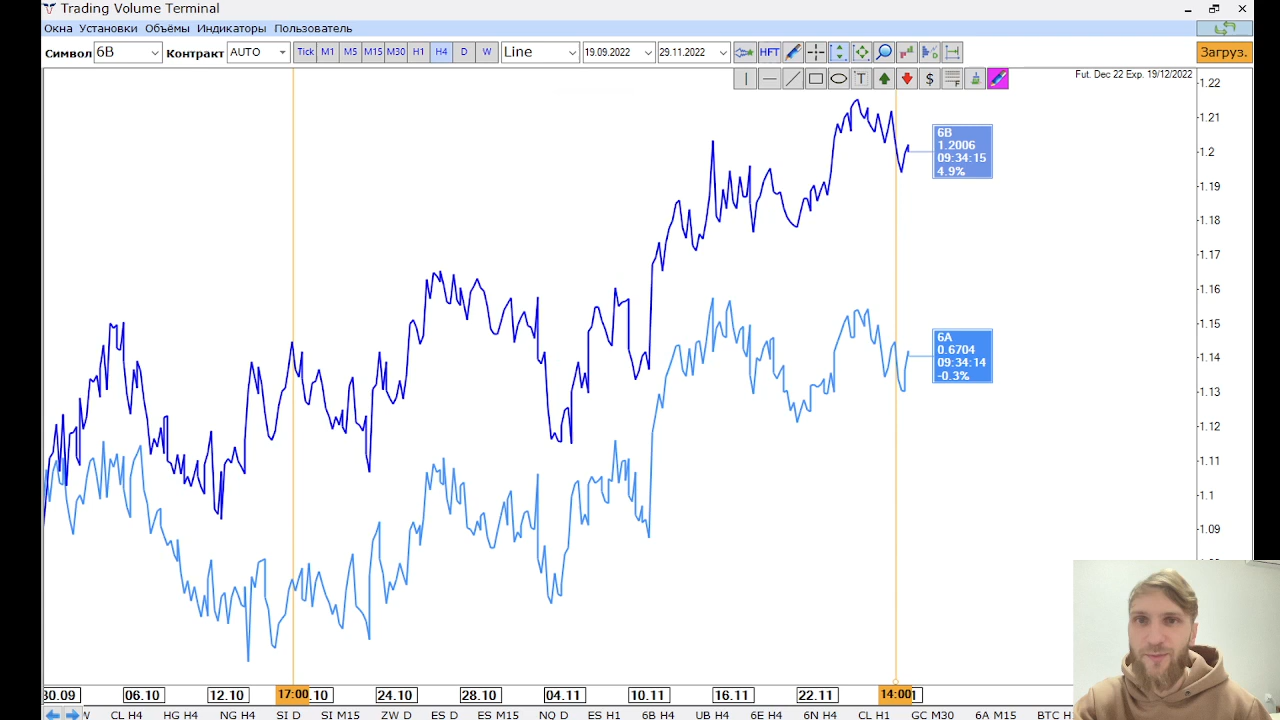 Trading Volume Terminal
Окна Установки Объёмы Индикаторы Пользователь
Символ 6B Контракт AUTO Tick M1 M5 M15 M30 H1 H4 D W Line 19.09.2022 29.11.2022 HFT Загруз.
T $ F
Fut. Dec 22 Exp. 19/12/2022
1.22
1.21
6B
1.2006
09:34:15
4.9%
1.2
1.19
1.18
1.17
1.16
1.15
6A
0.6704
09:34:14
-0.3%
1.14
1.13
1.12
1.11
1.1
1.09
30.09 06.10 12.10 17:00 .10 24.10 28.10 04.11 10.11 16.11 22.11 14:00
CL H4 HG H4 NG H4 SI D SI M15 ZW D ES D ES M15 NQ D ES H1 6B H4 UB H4 6E H4 6N H4 CL H1 GC M30 6A M15 BTC H